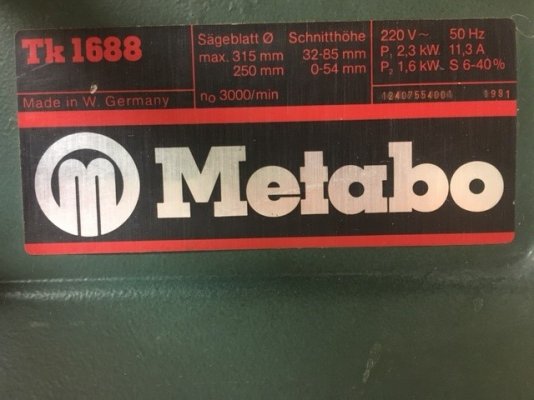 Tk 1688
Made in W. Germany
Sägeblatt Ø Schnitthöhe
max. 315 mm 32-85 mm
250 mm 0-54 mm
n₀ 3000/min
220 V~ 50 Hz
P₁ 2,3 kW 11,3 A
P₂ 1,6 kW S 6-40%
12407554001 1981
m Metabo